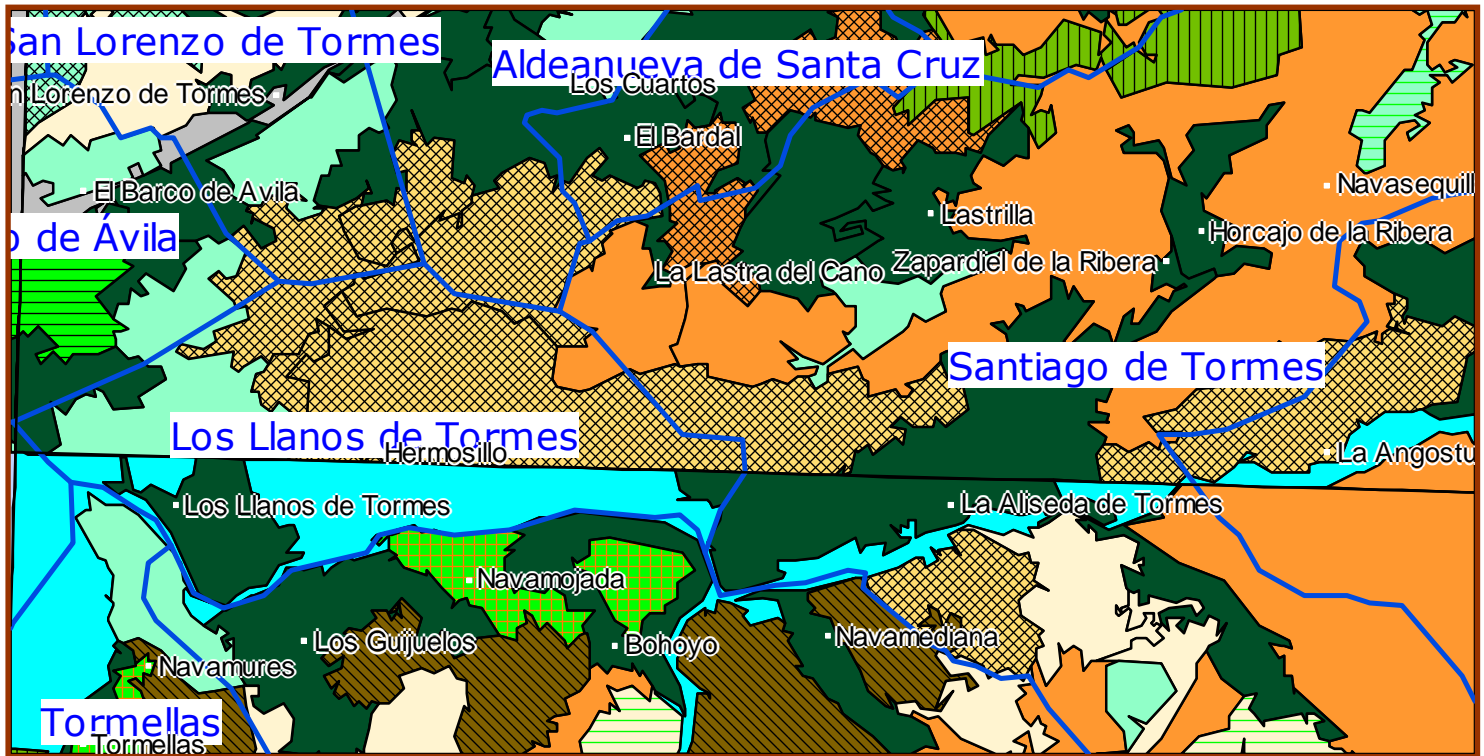 San Lorenzo de Tormes
Aldeanueva de Santa Cruz
Los Cuartos
n Lorenzo de Tormes
El Bardal
El Barco de Avila
Navasequill
Lastrilla
o de Ávila
Horcajo de la Ribera
La Lastra del Cano
Zapardiel de la Ribera
Santiago de Tormes
Los Llanos de Tormes
Hermosillo
La Angostu
Los Llanos de Tormes
La Aliseda de Tormes
Navamojada
Los Guijuelos
Bohoyo
Navamediana
Navamures
Tormellas
Tormellas